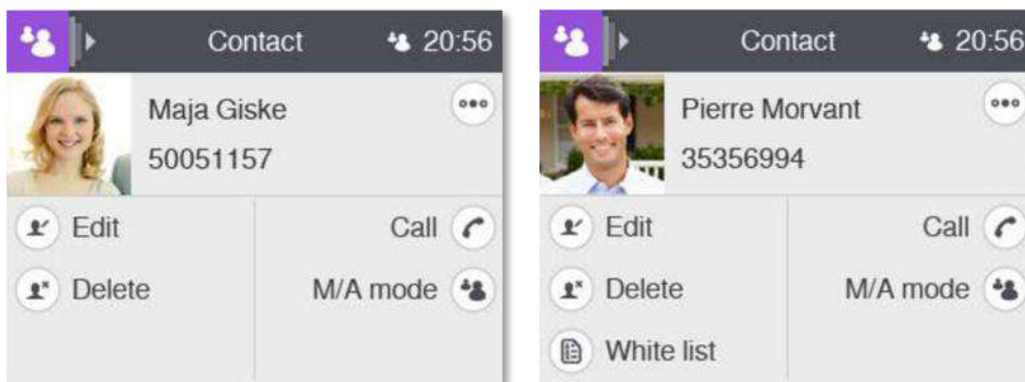 Contact 20:56
Maja Giske
50051157
Edit Call
Delete M/A mode
Contact 20:56
Pierre Morvant
35356994
Edit Call
Delete M/A mode
White list